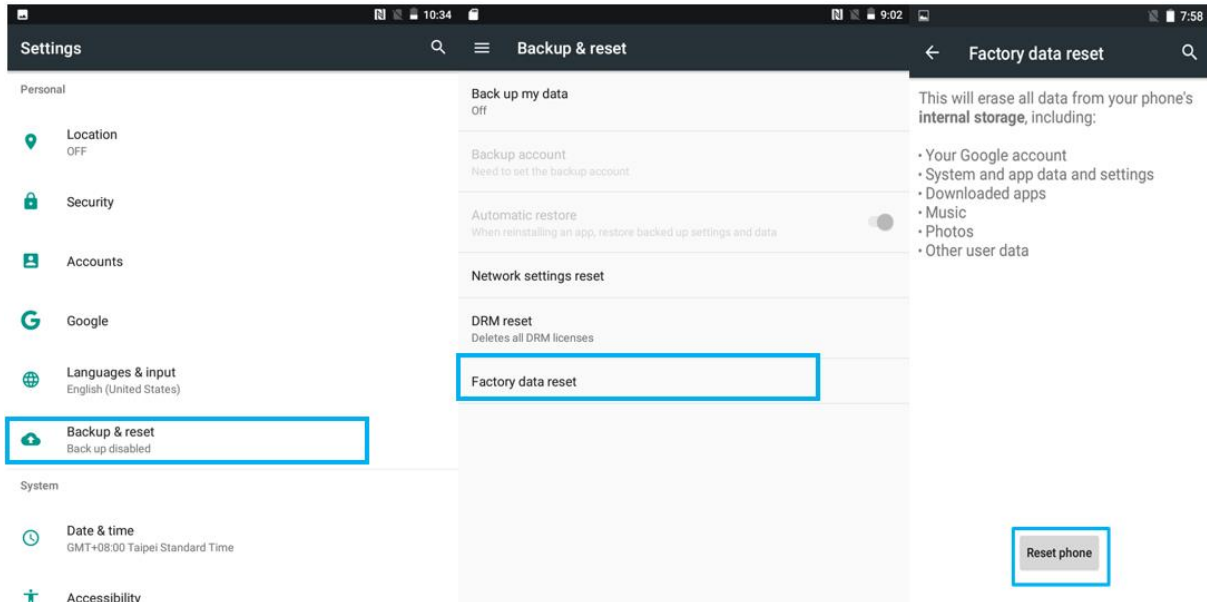 10:34
Settings
Personal
Location
OFF
Security
Accounts
Google
Languages & input
English (United States)
Backup & reset
Back up disabled
System
Date & time
GMT+08:00 Taipei Standard Time
Accessibility
9:02
Backup & reset
Back up my data
Off
Backup account
Need to set the backup account
Automatic restore
When reinstalling an app, restore backed up settings and data
Network settings reset
DRM reset
Deletes all DRM licenses
Factory data reset
7:58
Factory data reset
This will erase all data from your phone's
internal storage, including:
· Your Google account
· System and app data and settings
· Downloaded apps
· Music
· Photos
· Other user data
Reset phone